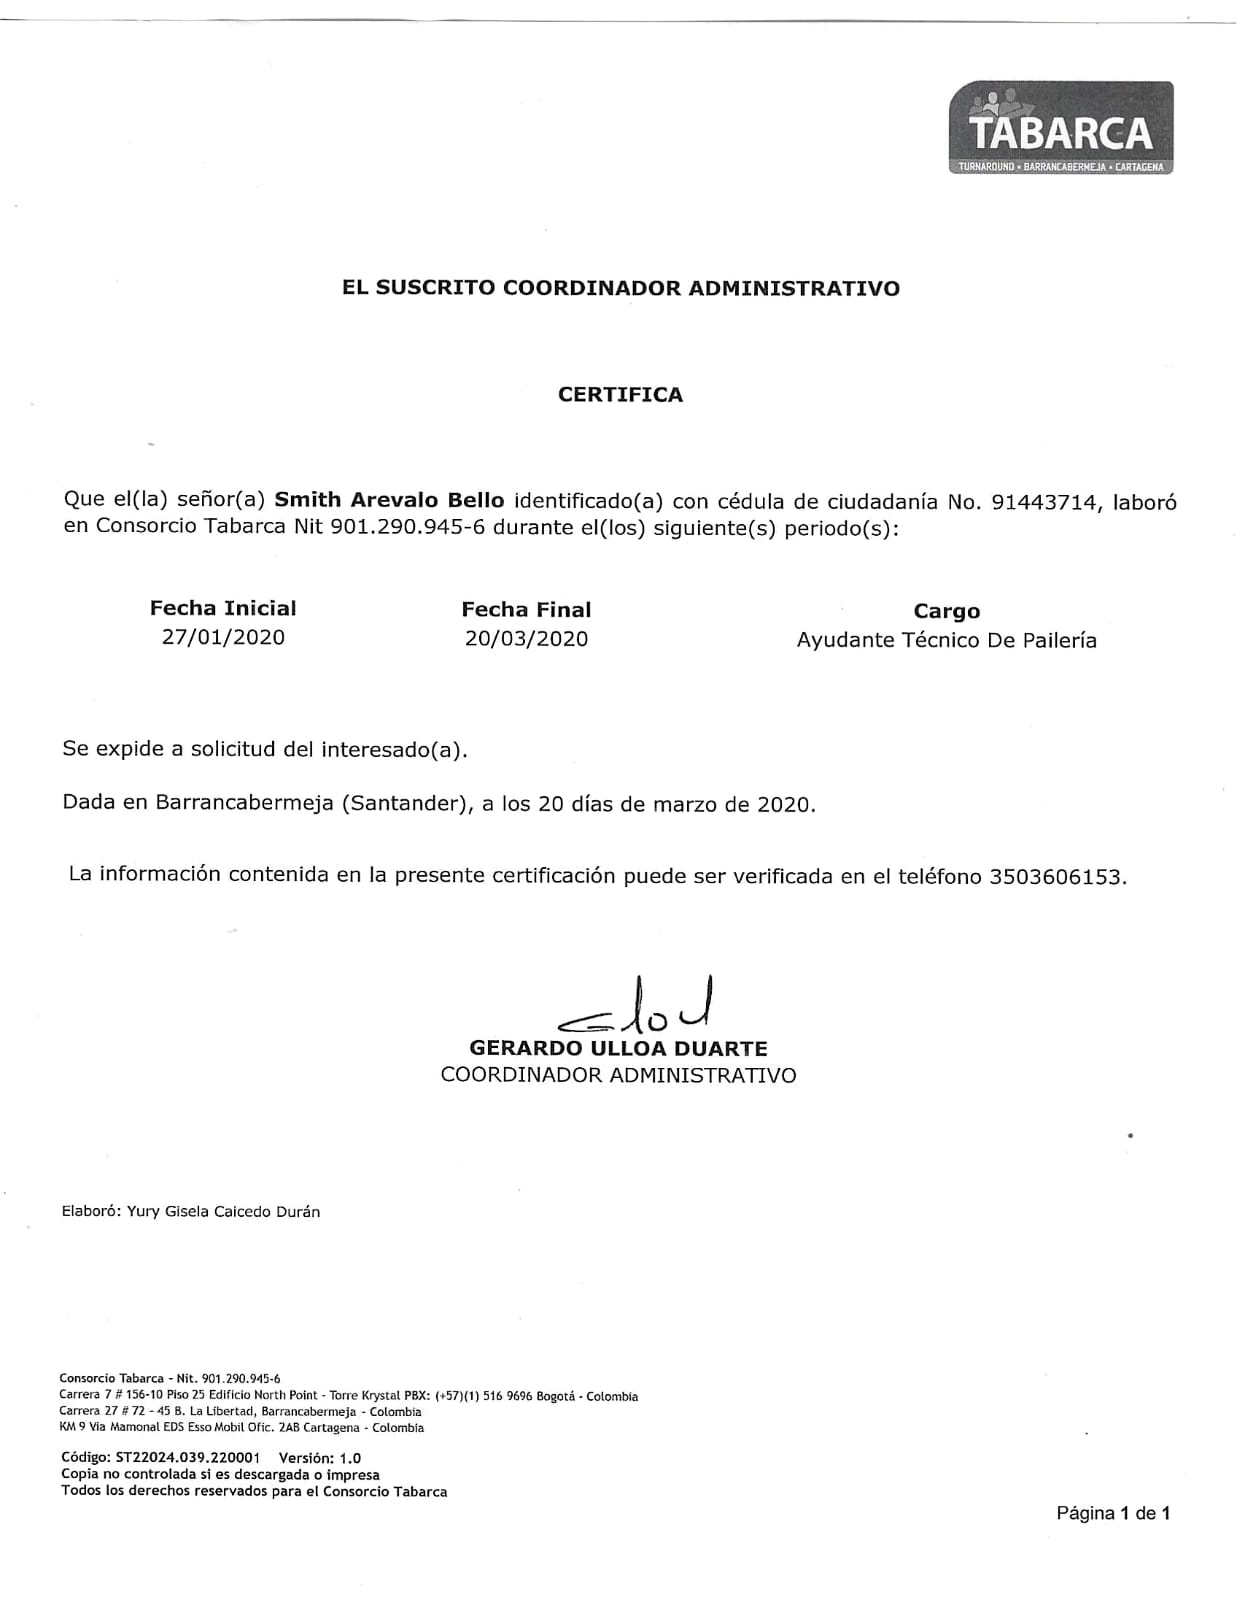 TABARCA
TURNAROUND • BARRANCABERMEJA • CARTAGENA
EL SUSCRITO COORDINADOR ADMINISTRATIVO
CERTIFICA
Que el(la) señor(a) Smith Arevalo Bello identificado(a) con cédula de ciudadanía No. 91443714, laboró
en Consorcio Tabarca Nit 901.290.945-6 durante el(los) siguiente(s) periodo(s):
Fecha Inicial Fecha Final Cargo
27/01/2020 20/03/2020 Ayudante Técnico De Pailería
Se expide a solicitud del interesado(a).
Dada en Barrancabermeja (Santander), a los 20 días de marzo de 2020.
La información contenida en la presente certificación puede ser verificada en el teléfono 3503606153.
GERARDO ULLOA DUARTE
COORDINADOR ADMINISTRATIVO
Elaboró: Yury Gisela Caicedo Durán
Consorcio Tabarca - Nit. 901.290.945-6
Carrera 7 # 156-10 Piso 25 Edificio North Point - Torre Krystal PBX: (+57)(1) 516 9696 Bogotá - Colombia
Carrera 27 # 72 - 45 B. La Libertad, Barrancabermeja - Colombia
KM 9 Via Mamonal EDS Esso Mobil Ofic. 2AB Cartagena - Colombia
Código: ST22024.039.220001 Versión: 1.0
Copia no controlada si es descargada o impresa
Todos los derechos reservados para el Consorcio Tabarca
Página 1 de 1